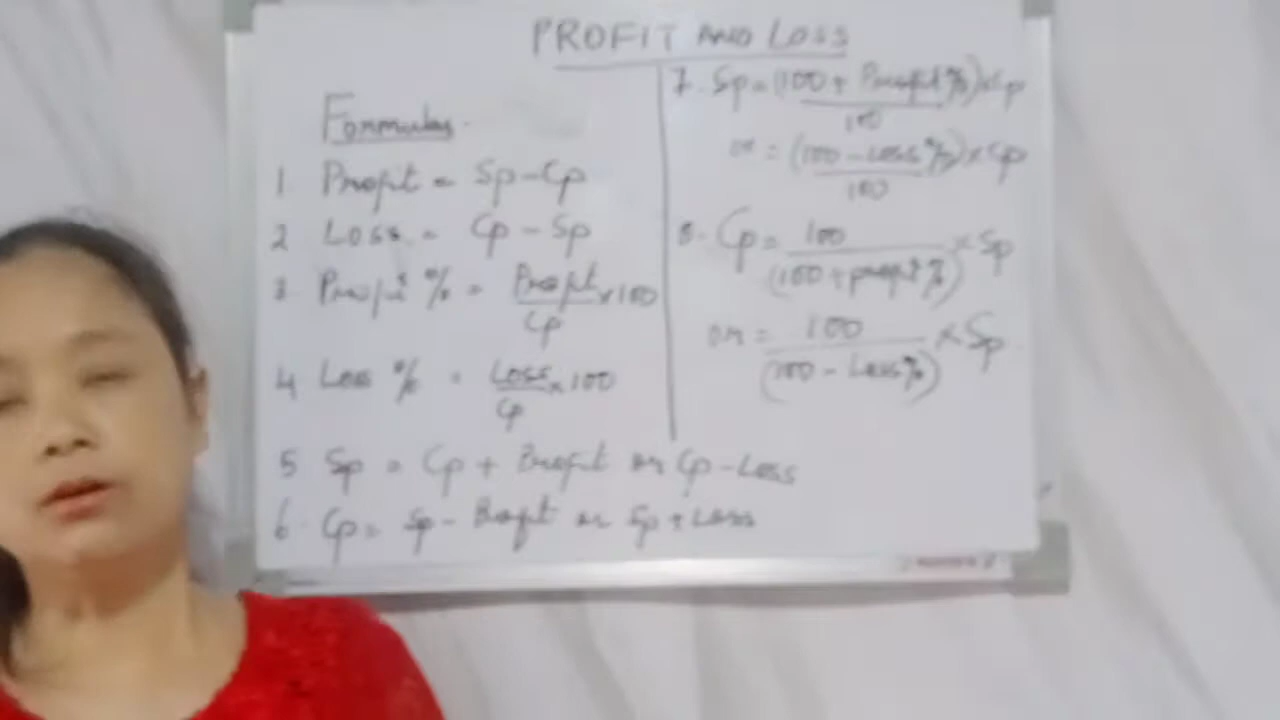 PROFIT AND LOSS
Formulas.
1 Profit = Sp-Cp
2 Loss = Cp - Sp
3 Profit % = Profit/Cp x100
4 Loss % = Loss/Cp x100
5 Sp = Cp + Profit or Cp - Loss
6 Cp = Sp - Profit or Sp + Loss
7. Sp = (100 + Profit%)/100 x Cp
or = (100 - Loss%)/100 x Cp
8. Cp = 100/(100 + profit%) x Sp
or = 100/(100 - Loss%) x Sp